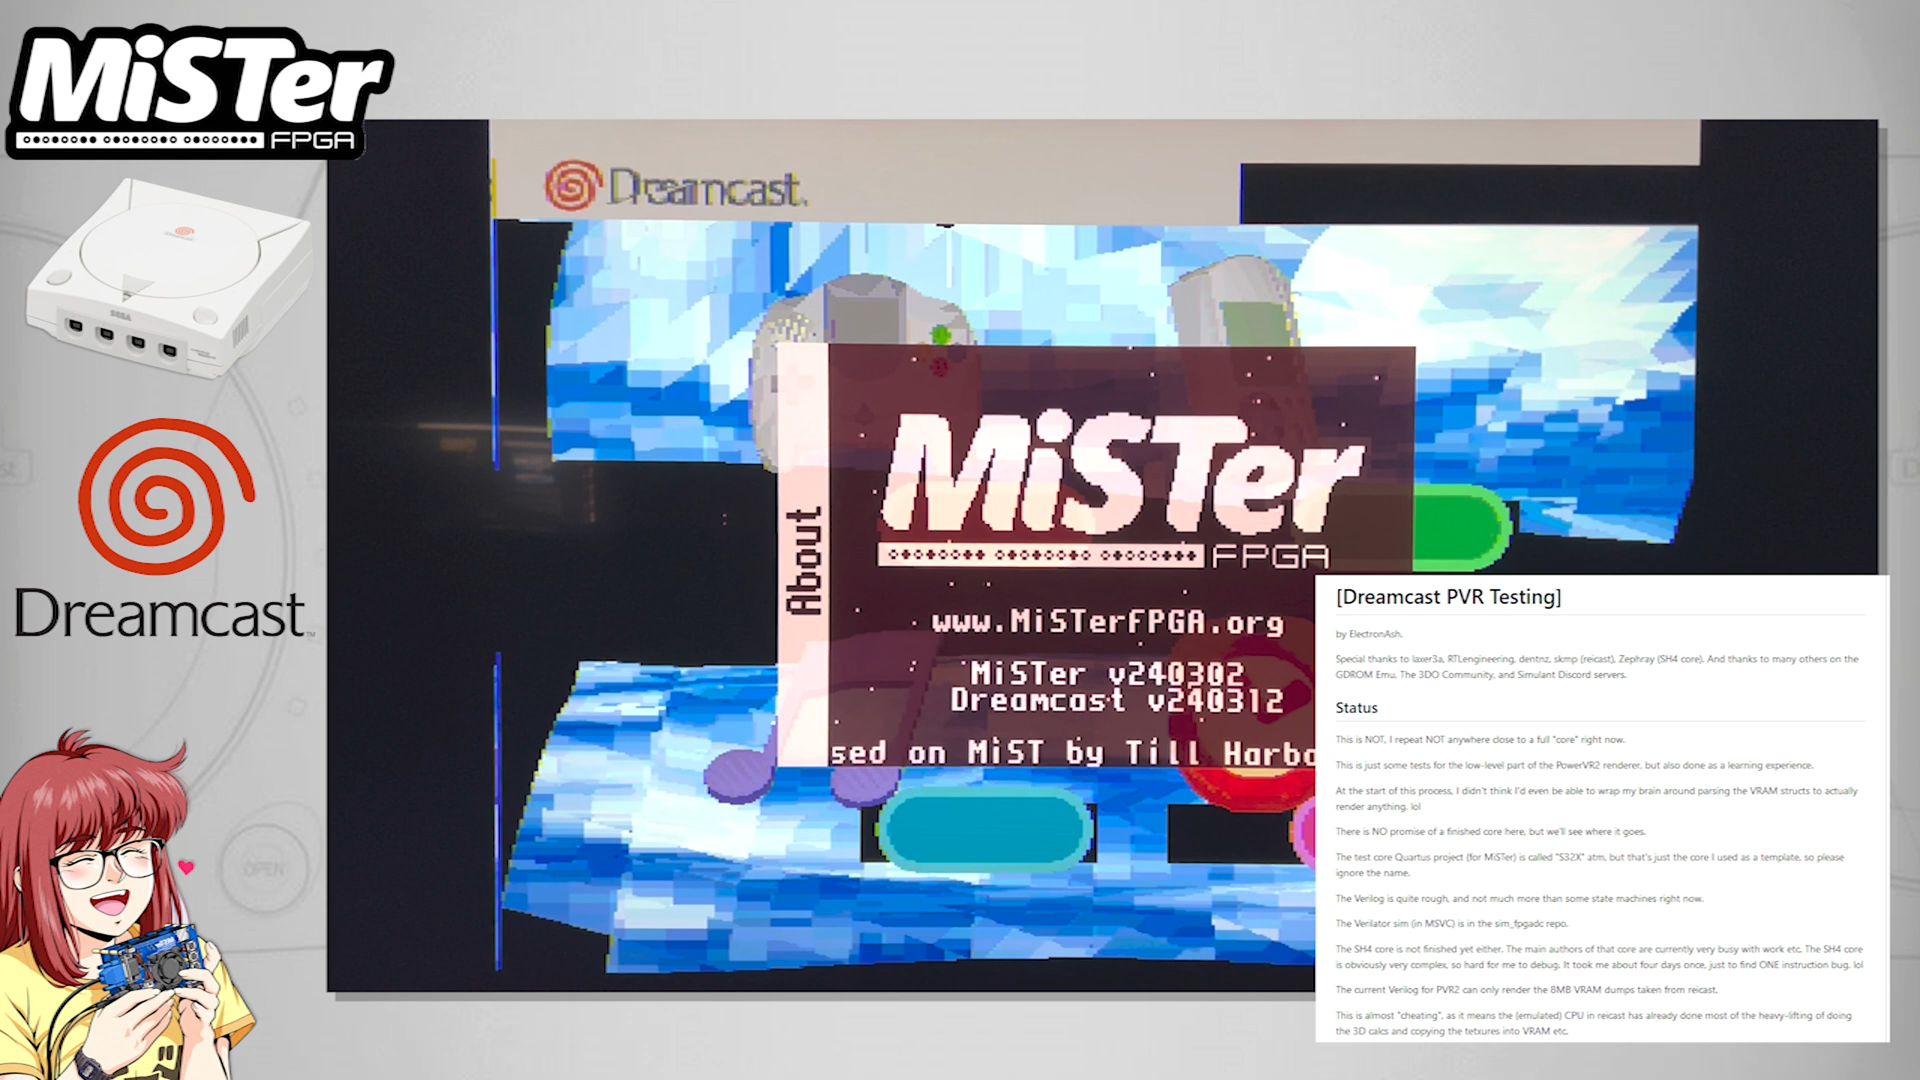 MiSTer
FPGA
SEGA
Dreamcast™
OPEN
Dreamcast.
About
MiSTer
FPGA
www.MiSTerFPGA.org
MiSTer v240302
Dreamcast v240312
sed on MiST by Till Harbo
[Dreamcast PVR Testing]
by ElectronAsh.
Special thanks to laxer3a, RTLengineering, dentnz, skmp (reicast), Zephray (SH4 core). And thanks to many others on the
GDROM Emu, The 3DO Community, and Simulant Discord servers.
Status
This is NOT, I repeat NOT anywhere close to a full "core" right now.
This is just some tests for the low-level part of the PowerVR2 renderer, but also done as a learning experience.
At the start of this process, I didn't think I'd even be able to wrap my brain around parsing the VRAM structs to actually
render anything. lol
There is NO promise of a finished core here, but we'll see where it goes.
The test core Quartus project (for MiSTer) is called "S32X" atm, but that's just the core I used as a template, so please
ignore the name.
The Verilog is quite rough, and not much more than some state machines right now.
The Verilator sim (in MSVC) is in the sim_fpgadc repo.
The SH4 core is not finished yet either. The main authors of that core are currently very busy with work etc. The SH4 core
is obviously very complex, so hard for me to debug. It took me about four days once, just to find ONE instruction bug. lol
The current Verilog for PVR2 can only render the 8MB VRAM dumps taken from reicast.
This is almost "cheating", as it means the (emulated) CPU in reicast has already done most of the heavy-lifting of doing
the 3D calcs and copying the tetxures into VRAM etc.